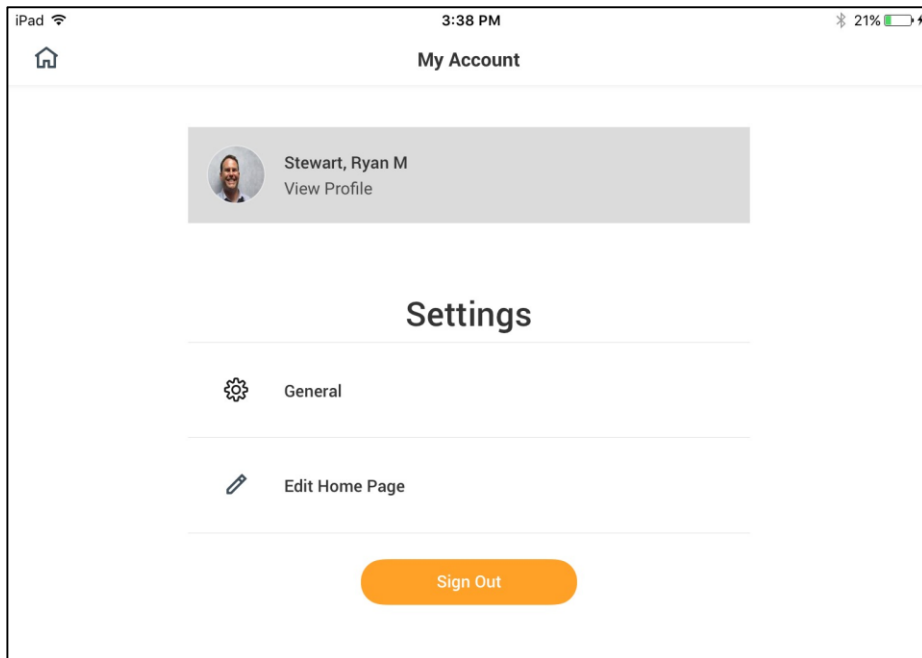 iPad 3:38 PM 21%
My Account
Stewart, Ryan M
View Profile
Settings
General
Edit Home Page
Sign Out